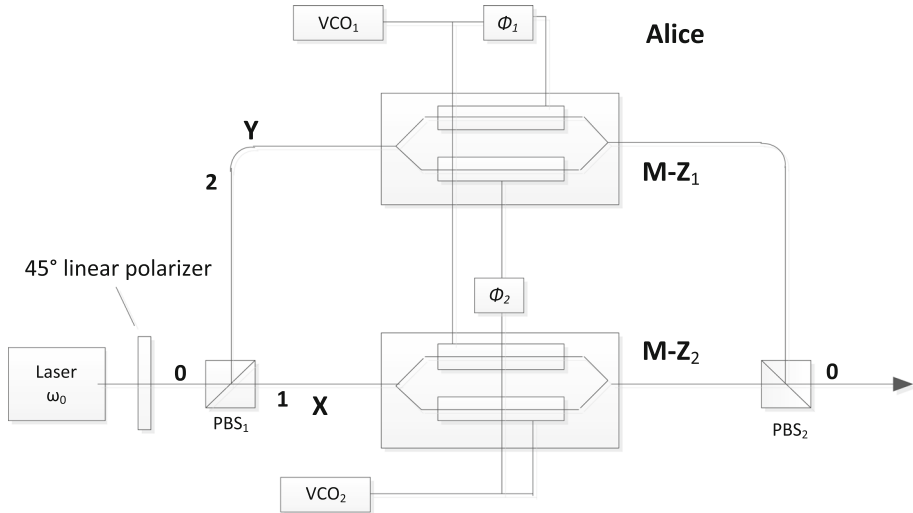 VCO₁
Φ₁
Alice
Y
2
M-Z₁
45° linear polarizer
Φ₂
M-Z₂
Laser
ω₀
0
1
X
0
PBS₁
PBS₂
VCO₂